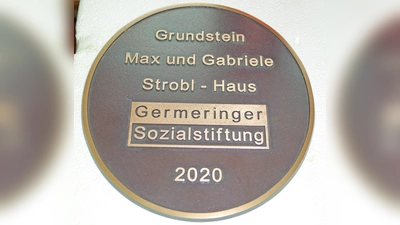 Grundstein
Max und Gabriele
Strobl - Haus
Germeringer
Sozialstiftung
2020